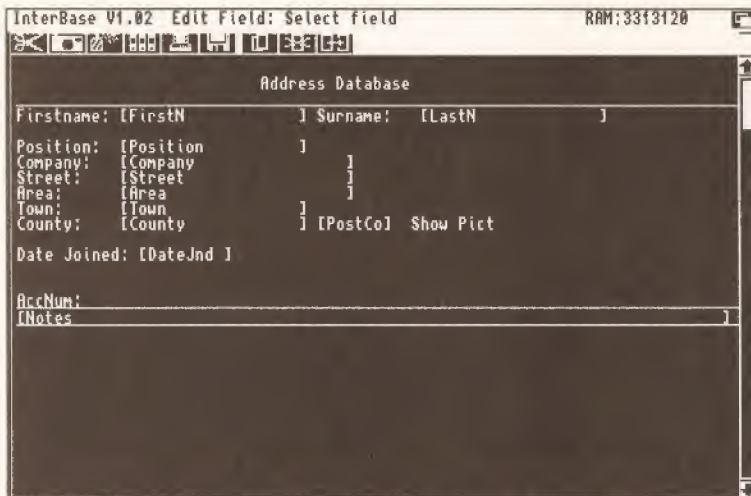 InterBase V1.02 Edit Field: Select field RAM:3313120
Address Database
Firstname: [FirstN ] Surname: [LastN ]
Position: [Position ]
Company: [Company ]
Street: [Street ]
Area: [Area ]
Town: [Town ]
County: [County ] [PostCo] Show Pict
Date Joined: [DateJnd ]
AccNum:
[Notes ]